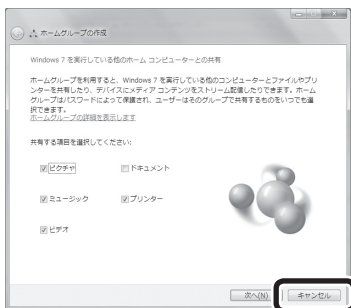 ホームグループの作成
Windows 7 を実行している他のホーム コンピューターとの共有
ホームグループを利用すると、Windows 7 を実行している他のコンピューターとファイルやプリ
ンターを共有したり、デバイスにメディア コンテンツをストリーム配信したりできます。ホーム
グループはパスワードによって保護され、ユーザーはそのグループで共有するものをいつでも選
択できます。
ホームグループの詳細を表示します
共有する項目を選択してください:
ピクチャ ドキュメント
ミュージック プリンター
ビデオ
次へ(N) キャンセル